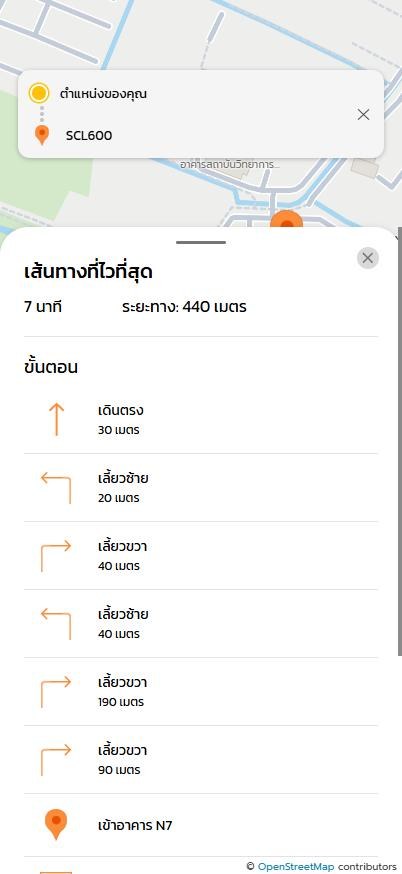 ตำแหน่งของคุณ
SCL600
อาคารสถาบันวิทยาการ...
เส้นทางที่ไวที่สุด
7 นาที ระยะทาง: 440 เมตร
ขั้นตอน
เดินตรง
30 เมตร
เลี้ยวซ้าย
20 เมตร
เลี้ยวขวา
40 เมตร
เลี้ยวซ้าย
40 เมตร
เลี้ยวขวา
190 เมตร
เลี้ยวขวา
90 เมตร
เข้าอาคาร N7
© OpenStreetMap contributors